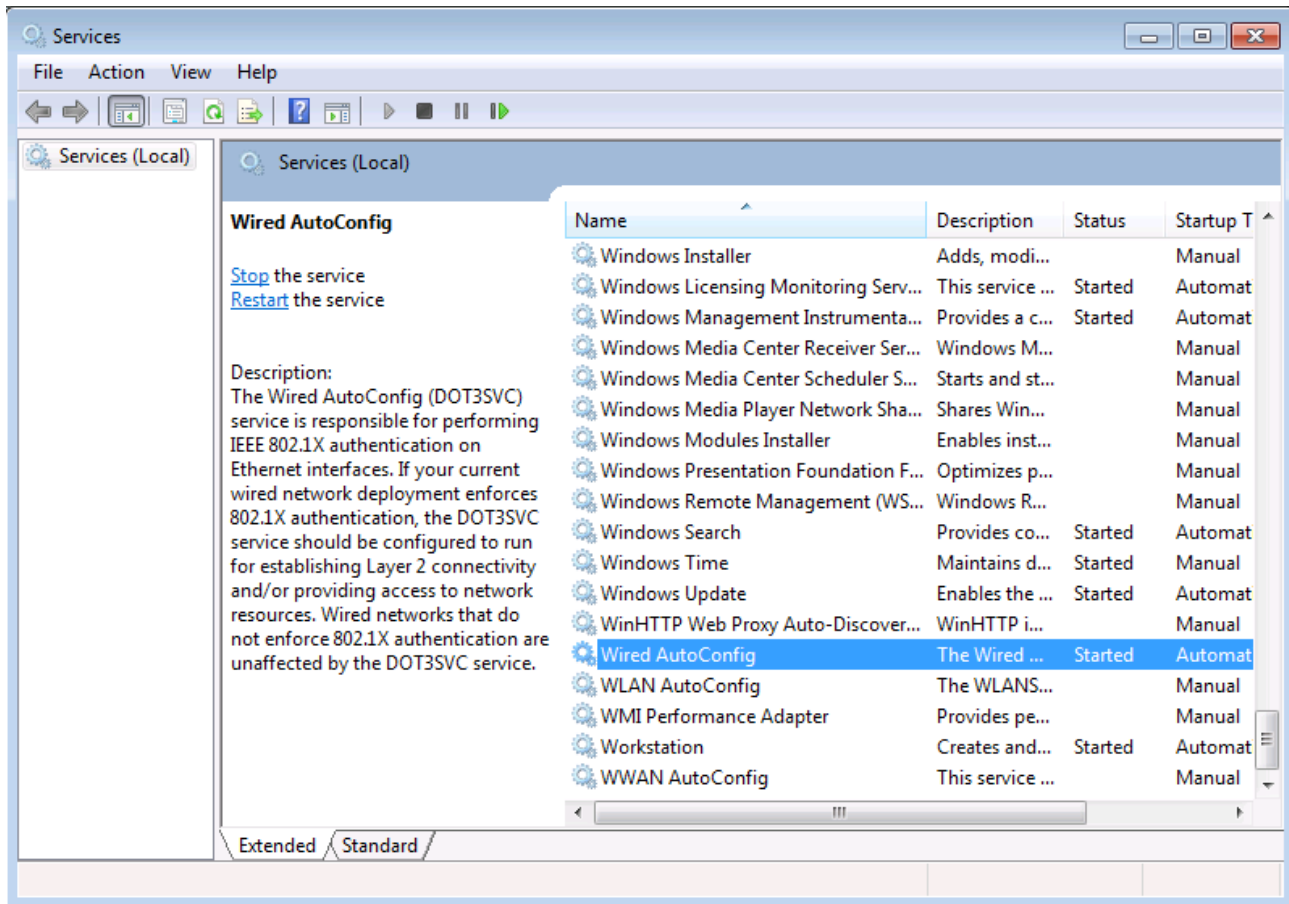 Services
File Action View Help
Services (Local)
Services (Local)
Wired AutoConfig
Stop the service
Restart the service
Description:
The Wired AutoConfig (DOT3SVC)
service is responsible for performing
IEEE 802.1X authentication on
Ethernet interfaces. If your current
wired network deployment enforces
802.1X authentication, the DOT3SVC
service should be configured to run
for establishing Layer 2 connectivity
and/or providing access to network
resources. Wired networks that do
not enforce 802.1X authentication are
unaffected by the DOT3SVC service.
Name Description Status Startup T
Windows Installer Adds, modi... Manual
Windows Licensing Monitoring Serv... This service ... Started Automat
Windows Management Instrumenta... Provides a c... Started Automat
Windows Media Center Receiver Ser... Windows M... Manual
Windows Media Center Scheduler S... Starts and st... Manual
Windows Media Player Network Sha... Shares Win... Manual
Windows Modules Installer Enables inst... Manual
Windows Presentation Foundation F... Optimizes p... Manual
Windows Remote Management (WS... Windows R... Manual
Windows Search Provides co... Started Automat
Windows Time Maintains d... Started Manual
Windows Update Enables the ... Started Automat
WinHTTP Web Proxy Auto-Discover... WinHTTP i... Manual
Wired AutoConfig The Wired ... Started Automat
WLAN AutoConfig The WLANS... Manual
WMI Performance Adapter Provides pe... Manual
Workstation Creates and... Started Automat
WWAN AutoConfig This service ... Manual
Extended Standard